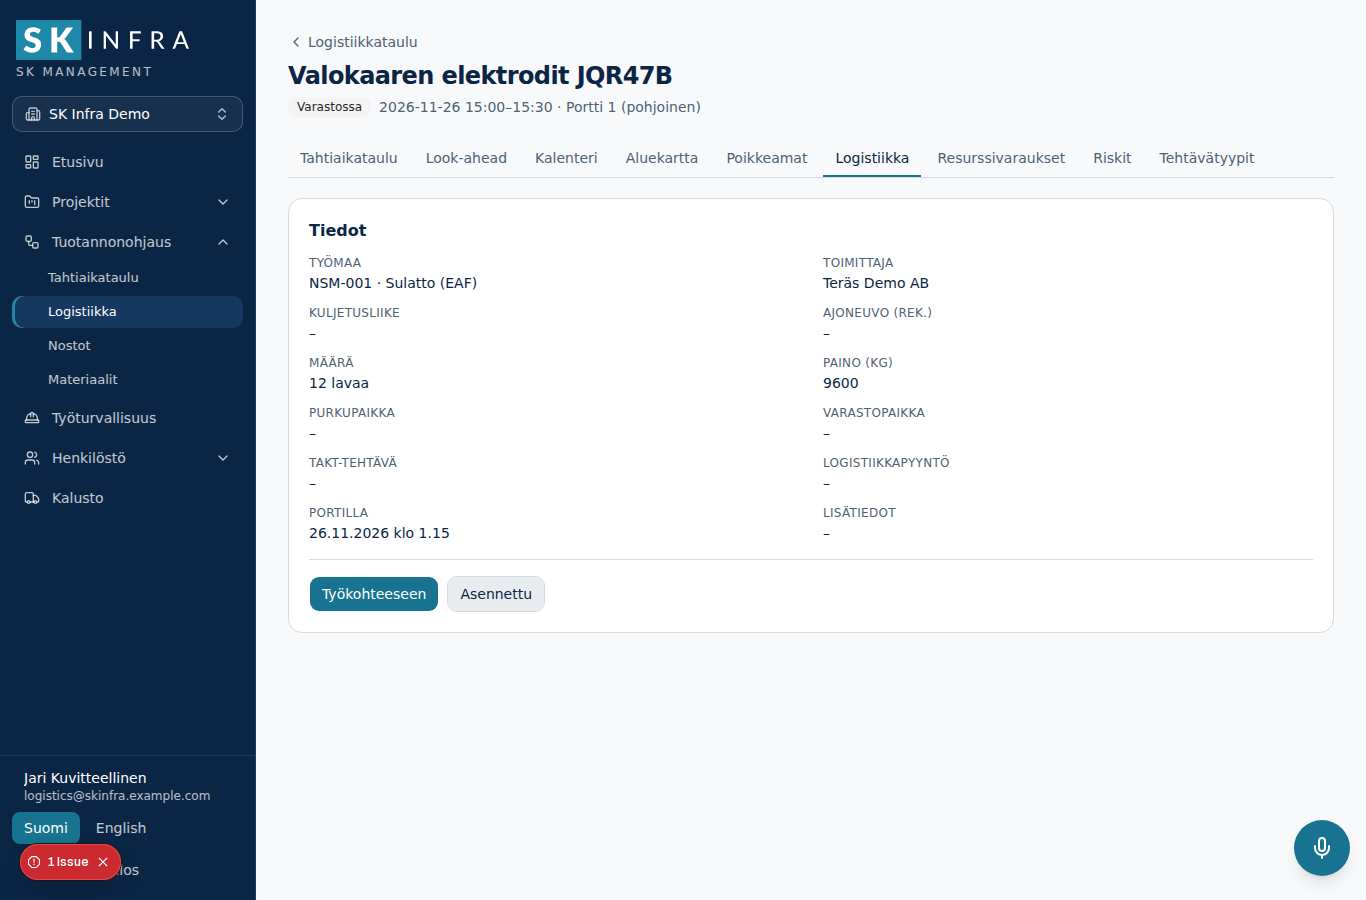 SK INFRA
SK MANAGEMENT
SK Infra Demo
Etusivu
Projektit
Tuotannonohjaus
Tahtiaikataulu
Logistiikka
Nostot
Materiaalit
Työturvallisuus
Henkilöstö
Kalusto
Jari Kuvitteellinen
logistics@skinfra.example.com
Suomi English
1 Issue
Logistiikkataulu
Valokaaren elektrodit JQR47B
Varastossa 2026-11-26 15:00–15:30 · Portti 1 (pohjoinen)
Tahtiaikataulu Look-ahead Kalenteri Aluekartta Poikkeamat Logistiikka Resurssivaraukset Riskit Tehtävätyypit
Tiedot
TYÖMAA TOIMITTAJA
NSM-001 · Sulatto (EAF) Teräs Demo AB
KULJETUSLIIKE AJONEUVO (REK.)
– –
MÄÄRÄ PAINO (KG)
12 lavaa 9600
PURKUPAIKKA VARASTOPAIKKA
– –
TAKT-TEHTÄVÄ LOGISTIIKKAPYYNTÖ
– –
PORTILLA LISÄTIEDOT
26.11.2026 klo 1.15 –
Työkohteeseen Asennettu